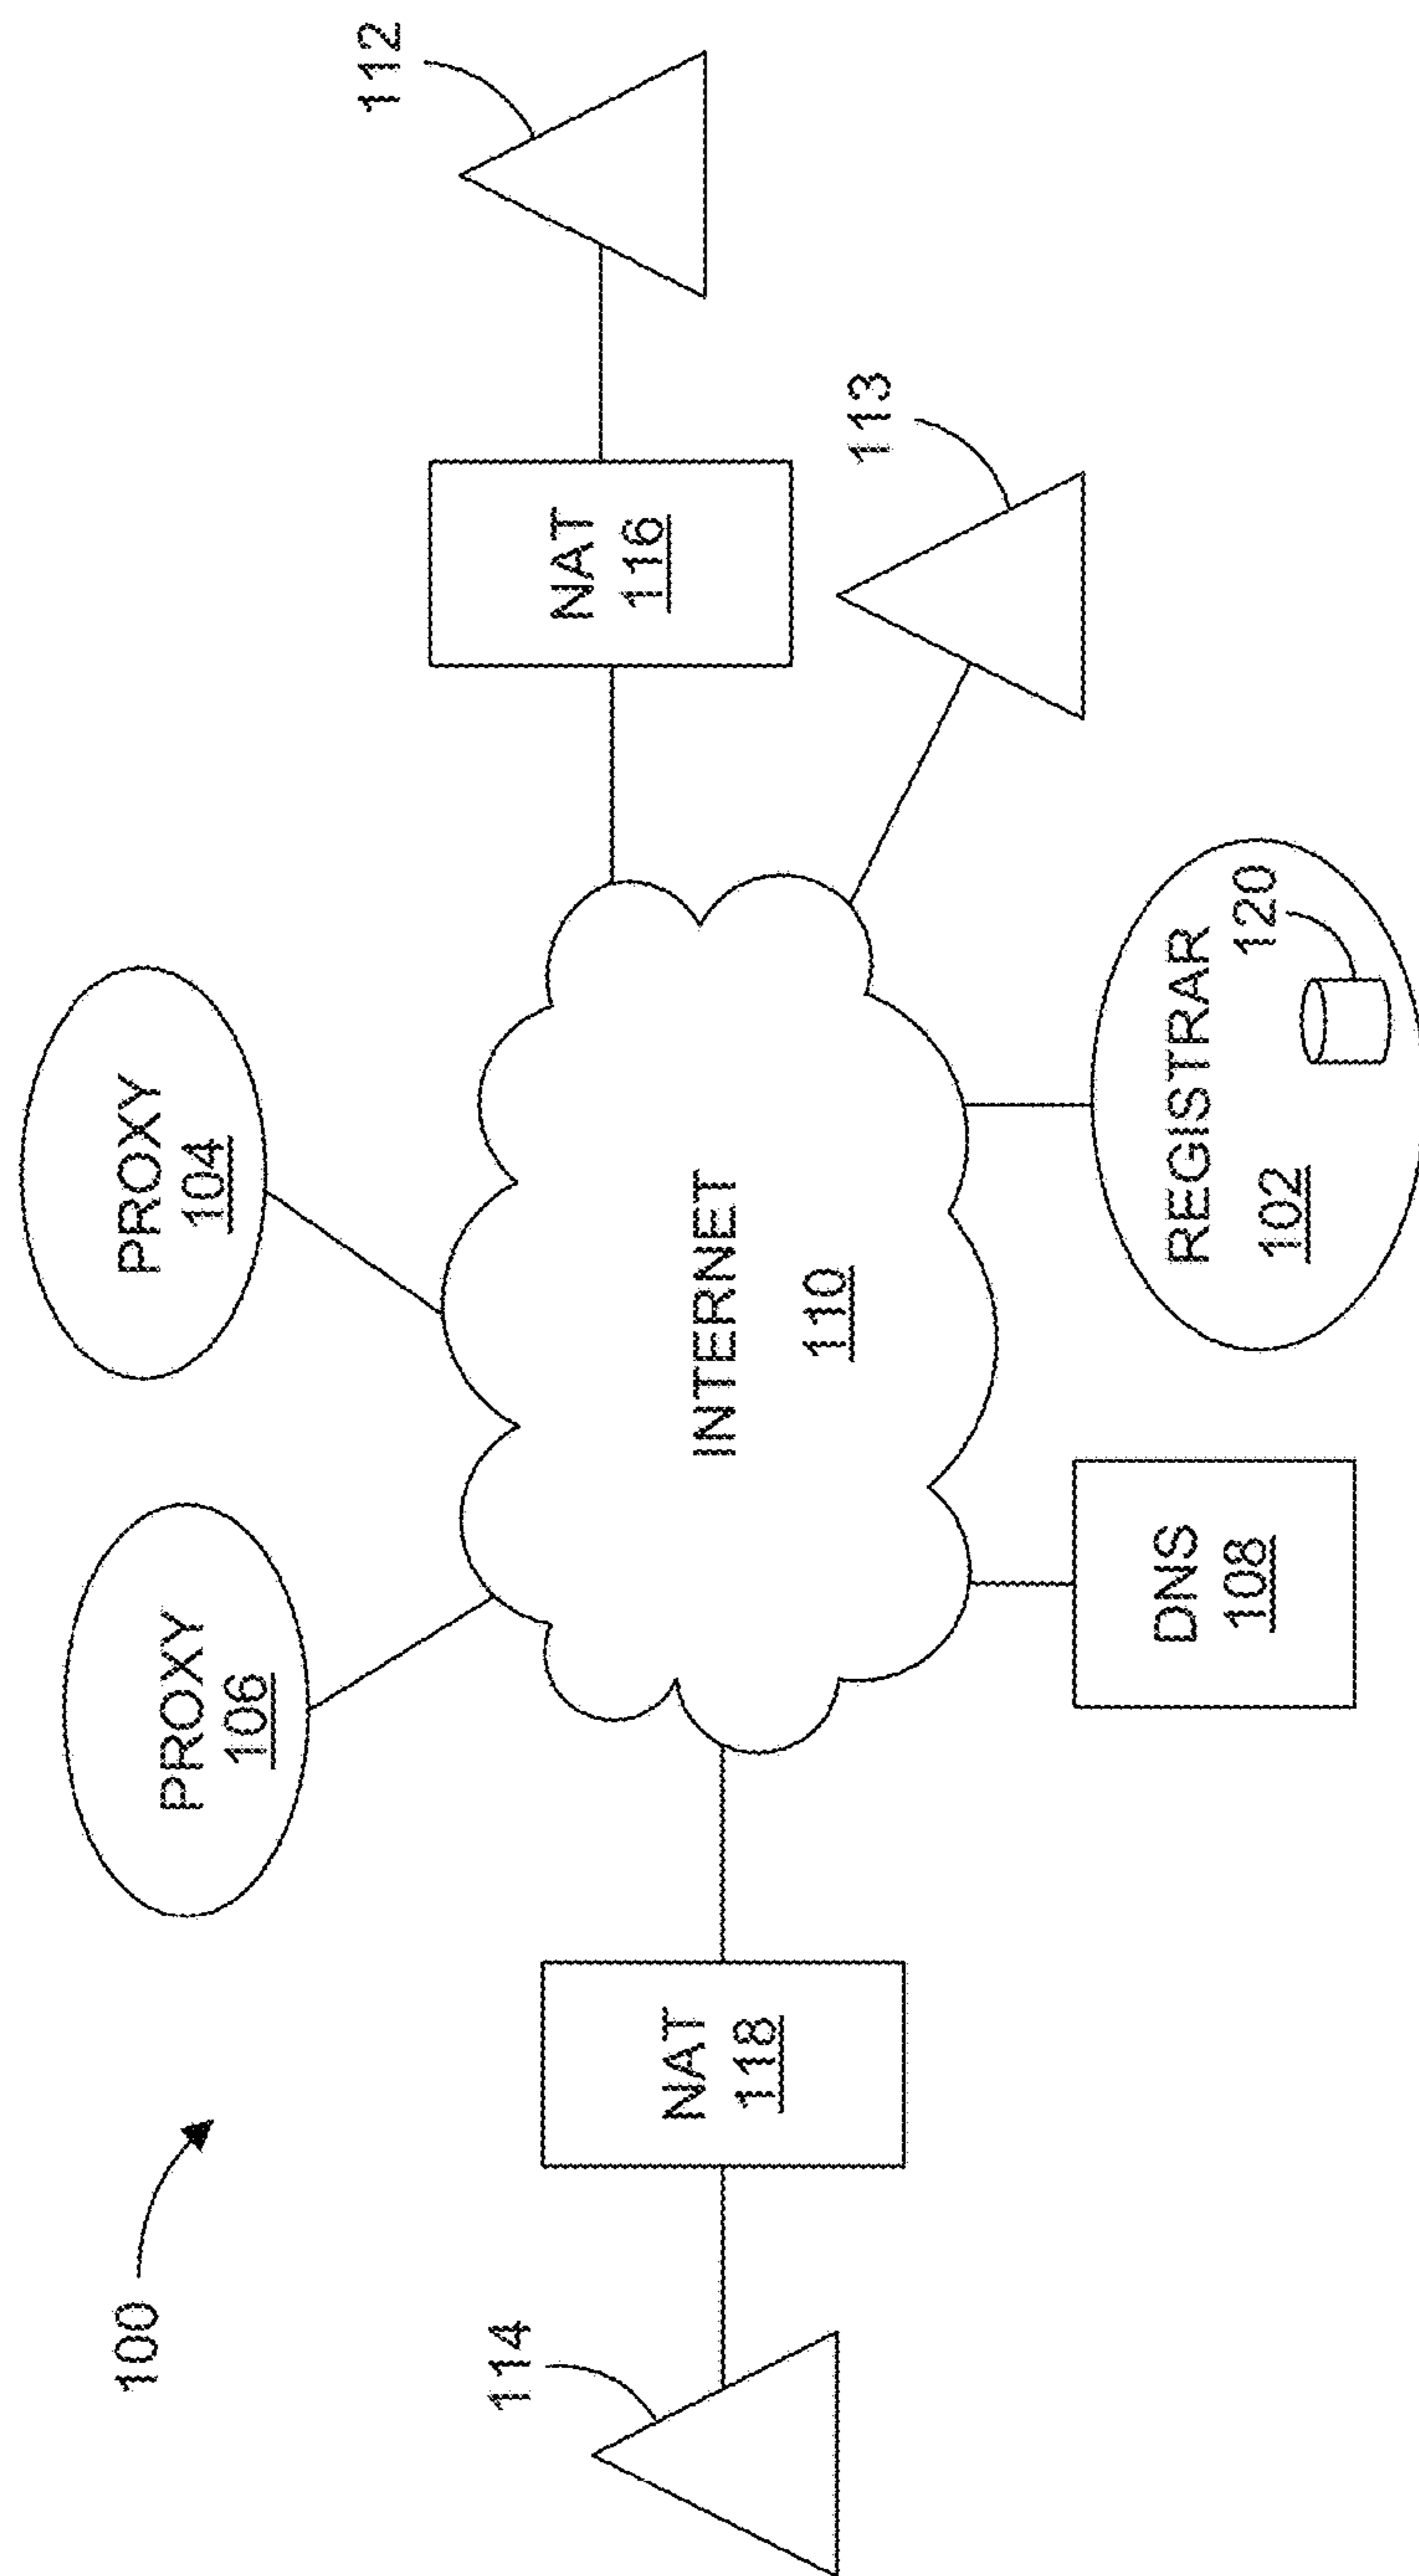 100
PROXY
106
PROXY
104
112
114
NAT
118
INTERNET
110
NAT
116
113
DNS
108
REGISTRAR
102
120